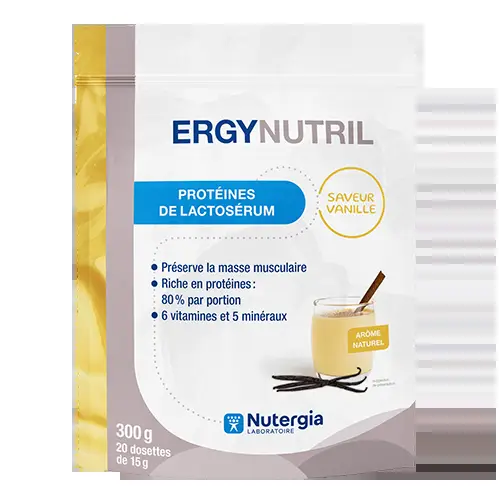 ERGYNUTRIL
PROTÉINES
DE LACTOSÉRUM
SAVEUR
VANILLE
• Préserve la masse musculaire
• Riche en protéines :
80 % par portion
• 6 vitamines et 5 minéraux
ARÔME
NATUREL
Nutergia
LABORATOIRE
300 g
20 dosettes
de 15 g